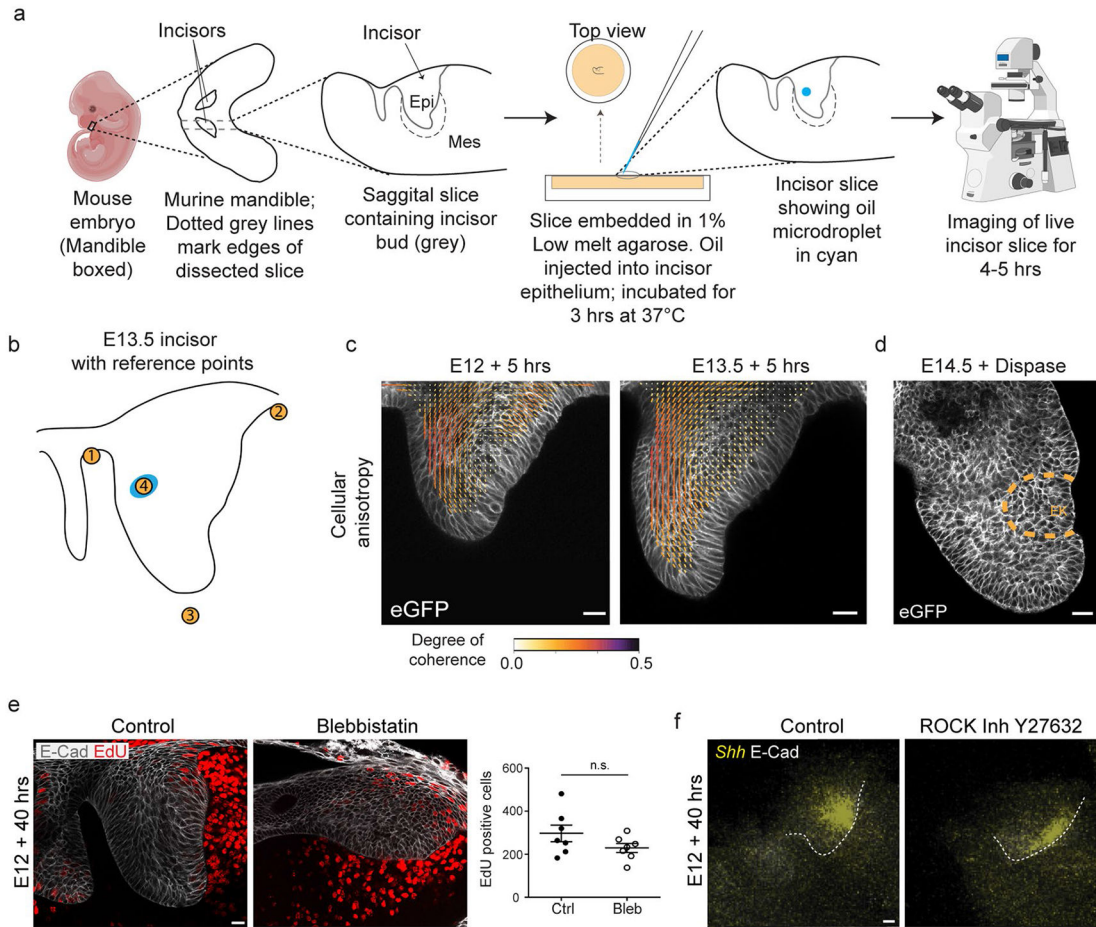 a
Incisors
Incisor
Top view
Epi
Mes
Mouse
embryo
(Mandible
boxed)
Murine mandible;
Dotted grey lines
mark edges of
dissected slice
Saggital slice
containing incisor
bud (grey)
Slice embedded in 1%
Low melt agarose. Oil
injected into incisor
epithelium; incubated for
3 hrs at 37°C
Incisor slice
showing oil
microdroplet
in cyan
Imaging of live
incisor slice for
4-5 hrs
b
E13.5 incisor
with reference points
1
2
4
3
c
E12 + 5 hrs
E13.5 + 5 hrs
Cellular
anisotropy
eGFP
Degree of
coherence
0.0
0.5
d
E14.5 + Dispase
EK
eGFP
e
Control
Blebbistatin
E-Cad EdU
E12 + 40 hrs
EdU positive cells
600
400
200
0
n.s.
Ctrl
Bleb
f
Control
ROCK Inh Y27632
Shh E-Cad
E12 + 40 hrs